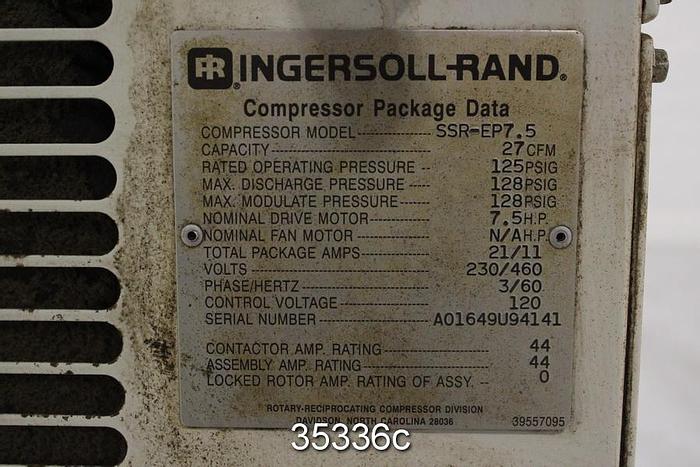 IR INGERSOLL-RAND®
Compressor Package Data
COMPRESSOR MODEL SSR-EP7.5
CAPACITY 27 CFM
RATED OPERATING PRESSURE 125 PSIG
MAX. DISCHARGE PRESSURE 128 PSIG
MAX. MODULATE PRESSURE 128 PSIG
NOMINAL DRIVE MOTOR 7.5 H.P.
NOMINAL FAN MOTOR N/A H.P.
TOTAL PACKAGE AMPS 21/11
VOLTS 230/460
PHASE/HERTZ 3/60
CONTROL VOLTAGE 120
SERIAL NUMBER A01649U94141
CONTACTOR AMP. RATING 44
ASSEMBLY AMP. RATING 44
LOCKED ROTOR AMP. RATING OF ASSY. 0
ROTARY-RECIPROCATING COMPRESSOR DIVISION
DAVIDSON, NORTH CAROLINA 28036 39557095
35336c